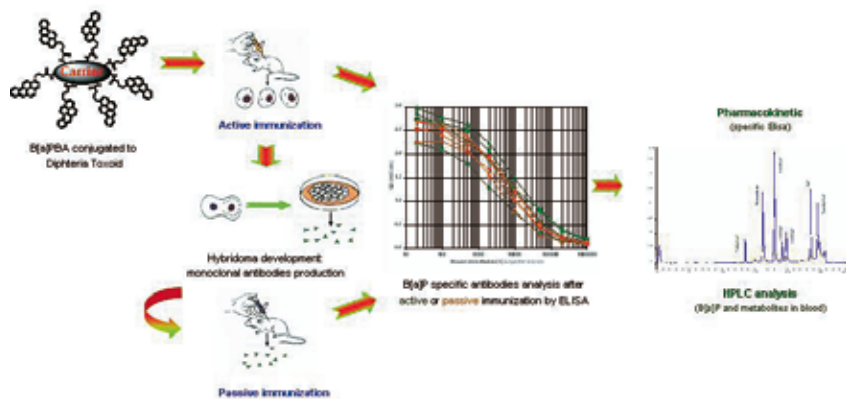 Carrier
B[a]PBA conjugated to
Diphteria Toxoid
Active immunization
Hybridoma development:
monoclonal antibodies production
Passive immunization
B[a]P specific antibodies analysis after
active or passive immunization by ELISA
Pharmacokinetic
(specific Elisa)
HPLC analysis
(B[a]P and metabolites in blood)